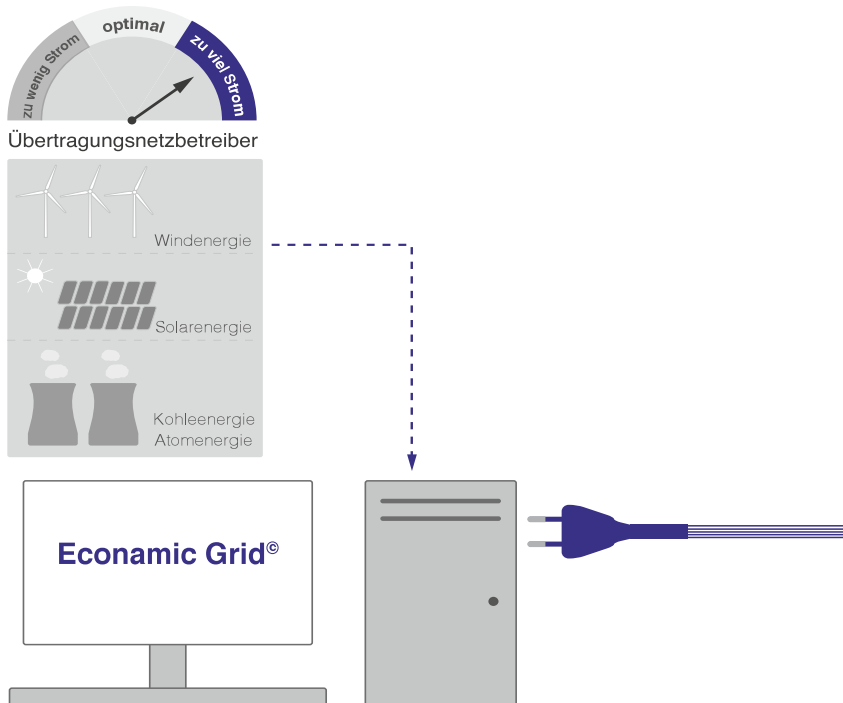 zu wenig Strom
optimal
zu viel Strom
Übertragungsnetzbetreiber
Windenergie
Solarenergie
Kohleenergie
Atomenergie
Econamic Grid©